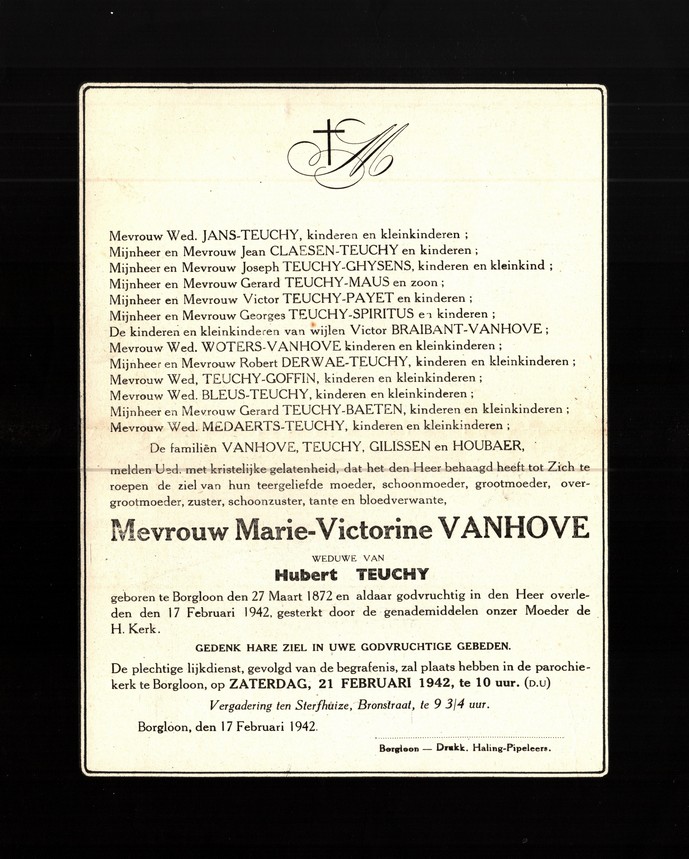 M
Mevrouw Wed. JANS-TEUCHY, kinderen en kleinkinderen ;
Mijnheer en Mevrouw Jean CLAESEN-TEUCHY en kinderen ;
Mijnheer en Mevrouw Joseph TEUCHY-GHYSENS, kinderen en kleinkind ;
Mijnheer en Mevrouw Gerard TEUCHY-MAUS en zoon ;
Mijnheer en Mevrouw Victor TEUCHY-PAYET en kinderen ;
Mijnheer en Mevrouw Georges TEUCHY-SPIRITUS en kinderen ;
De kinderen en kleinkinderen van wijlen Victor BRAIBANT-VANHOVE ;
Mevrouw Wed. WOTERS-VANHOVE kinderen en kleinkinderen ;
Mijnheer en Mevrouw Robert DERWAE-TEUCHY, kinderen en kleinkinderen ;
Mevrouw Wed, TEUCHY-GOFFIN, kinderen en kleinkinderen ;
Mevrouw Wed. BLEUS-TEUCHY, kinderen en kleinkinderen ;
Mijnheer en Mevrouw Gerard TEUCHY-BAETEN, kinderen en kleinkinderen ;
Mevrouw Wed. MEDAERTS-TEUCHY, kinderen en kleinkinderen ;
De familiën VANHOVE, TEUCHY, GILISSEN en HOUBAER,
melden Ued. met kristelijke gelatenheid, dat het den Heer behaagd heeft tot Zich te
roepen de ziel van hun teergeliefde moeder, schoonmoeder, grootmoeder, over-
grootmoeder, zuster, schoonzuster, tante en bloedverwante,
Mevrouw Marie-Victorine VANHOVE
WEDUWE VAN
Hubert TEUCHY
geboren te Borgloon den 27 Maart 1872 en aldaar godvruchtig in den Heer overle-
den den 17 Februari 1942, gesterkt door de genademiddelen onzer Moeder de
H. Kerk.
GEDENK HARE ZIEL IN UWE GODVRUCHTIGE GEBEDEN.
De plechtige lijkdienst, gevolgd van de begrafenis, zal plaats hebben in de parochie-
kerk te Borgloon, op ZATERDAG, 21 FEBRUARI 1942, te 10 uur. (D.U)
Vergadering ten Sterfhuize, Bronstraat, te 9 3/4 uur.
Borgloon, den 17 Februari 1942.
Borgloon — Drukk. Haling-Pipeleers.